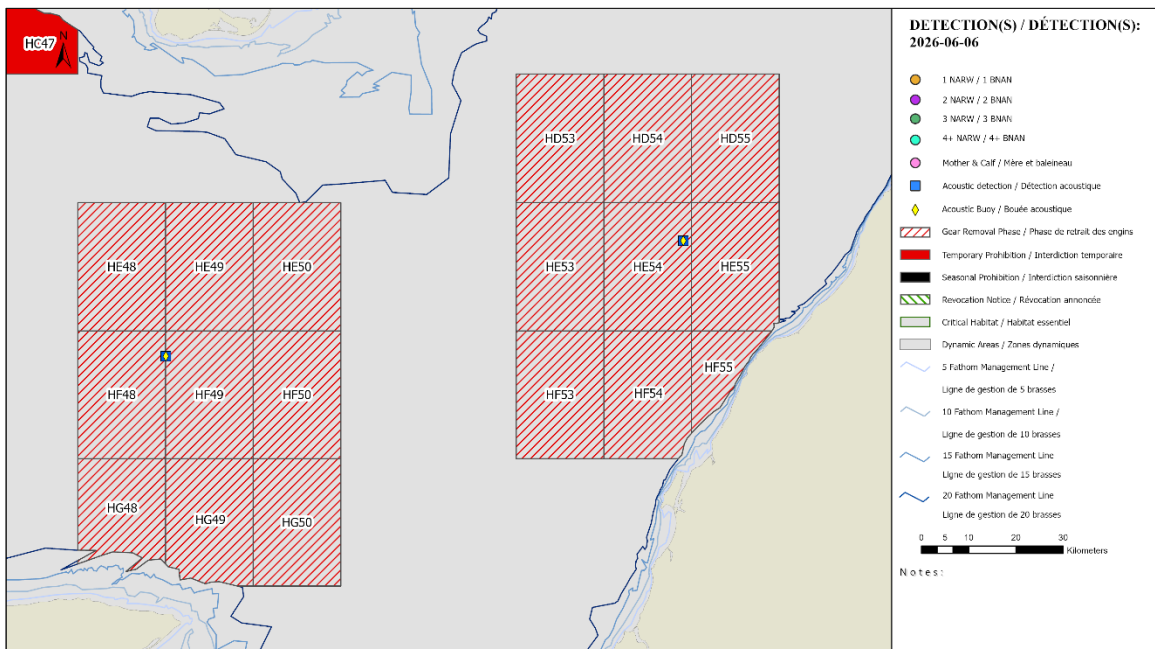 DETECTION(S) / DÉTECTION(S):
2026-06-06
1 NARW / 1 BNAN
2 NARW / 2 BNAN
3 NARW / 3 BNAN
4+ NARW / 4+ BNAN
Mother & Calf / Mère et baleineau
Acoustic detection / Détection acoustique
Acoustic Buoy / Bouée acoustique
Gear Removal Phase / Phase de retrait des engins
Temporary Prohibition / Interdiction temporaire
Seasonal Prohibition / Interdiction saisonnière
Revocation Notice / Révocation annoncée
Critical Habitat / Habitat essentiel
Dynamic Areas / Zones dynamiques
5 Fathom Management Line /
Ligne de gestion de 5 brasses
10 Fathom Management Line /
Ligne de gestion de 10 brasses
15 Fathom Management Line
Ligne de gestion de 15 brasses
20 Fathom Management Line
Ligne de gestion de 20 brasses
0 5 10 20 30
Kilometers
Notes:
N
HC47
HD53 HD54 HD55
HE48 HE49 HE50 HE53 HE54 HE55
HF48 HF49 HF50 HF53 HF54 HF55
HG48 HG49 HG50